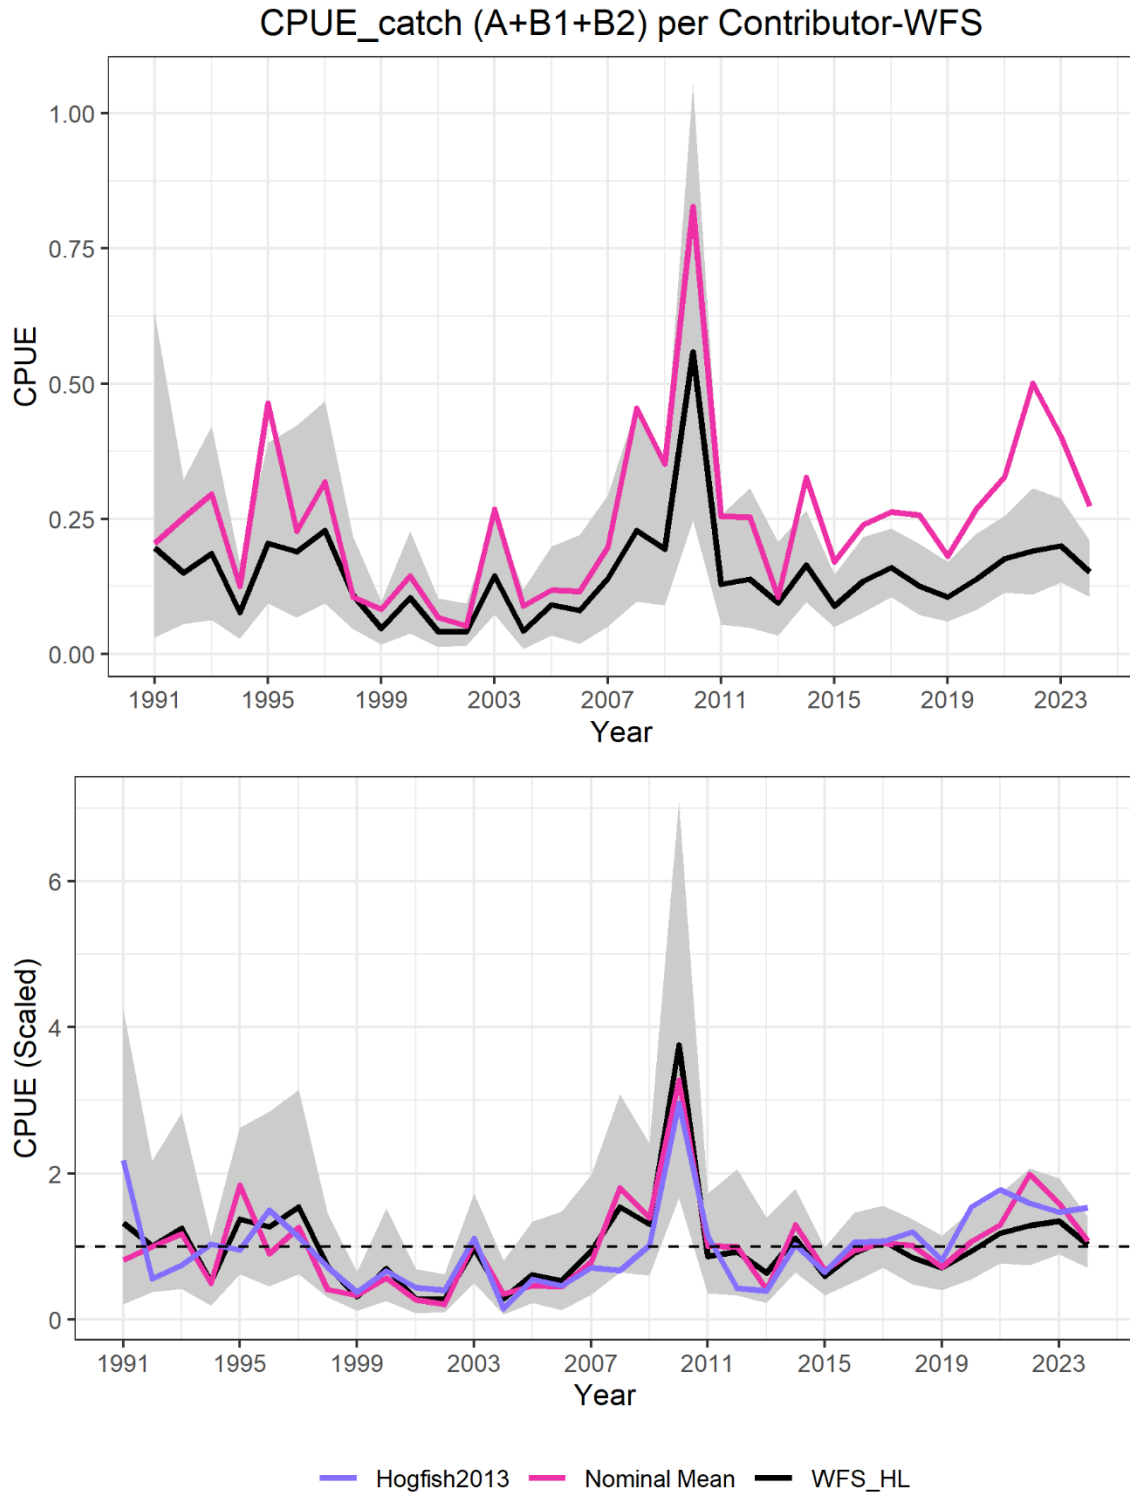 CPUE_catch (A+B1+B2) per Contributor-WFS
1.00
0.75
0.50
0.25
0.00
CPUE
1991 1995 1999 2003 2007 2011 2015 2019 2023
Year
6
4
2
0
CPUE (Scaled)
1991 1995 1999 2003 2007 2011 2015 2019 2023
Year
Hogfish2013 Nominal Mean WFS_HL